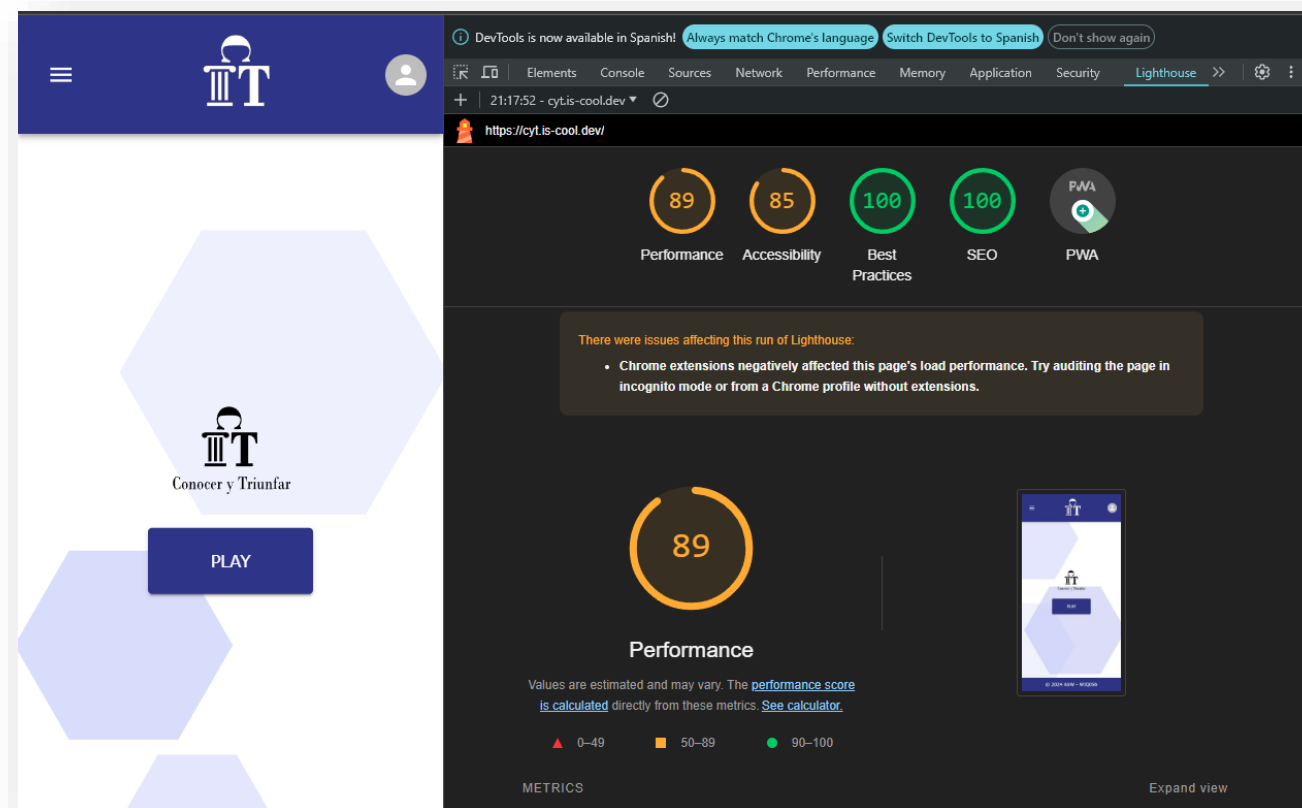 T
Conocer y Triunfar
PLAY
DevTools is now available in Spanish! Always match Chrome's language Switch DevTools to Spanish Don't show again
Elements Console Sources Network Performance Memory Application Security Lighthouse
21:17:52 - cyt.is-cool.dev
https://cyt.is-cool.dev/
89 85 100 100 PWA
Performance Accessibility Best Practices SEO PWA
There were issues affecting this run of Lighthouse:
• Chrome extensions negatively affected this page's load performance. Try auditing the page in
incognito mode or from a Chrome profile without extensions.
89
Performance
Values are estimated and may vary. The performance score
is calculated directly from these metrics. See calculator.
0–49 50–89 90–100
METRICS Expand view
T
T
Conocer y Triunfar
PLAY